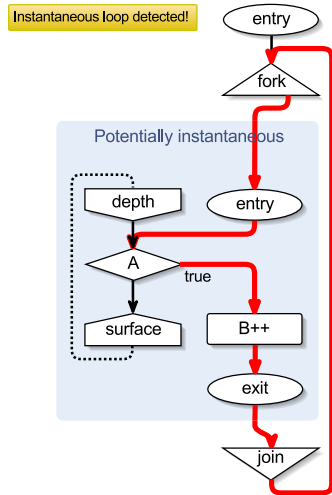 Instantaneous loop detected!
entry
fork
Potentially instantaneous
depth
entry
A
true
surface
B++
exit
join